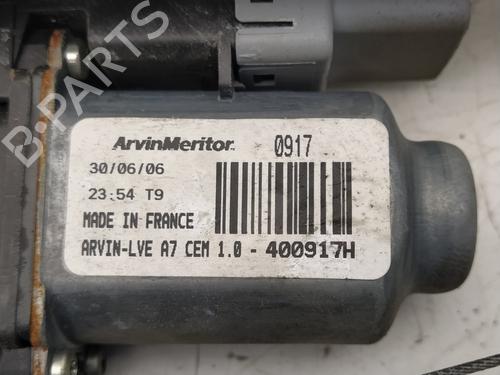 B-PARTS
ArvinMeritor. 0917
30/06/06
23:54 T9
MADE IN FRANCE
ARVIN-LVE A7 CEM 1.0 - 400917H